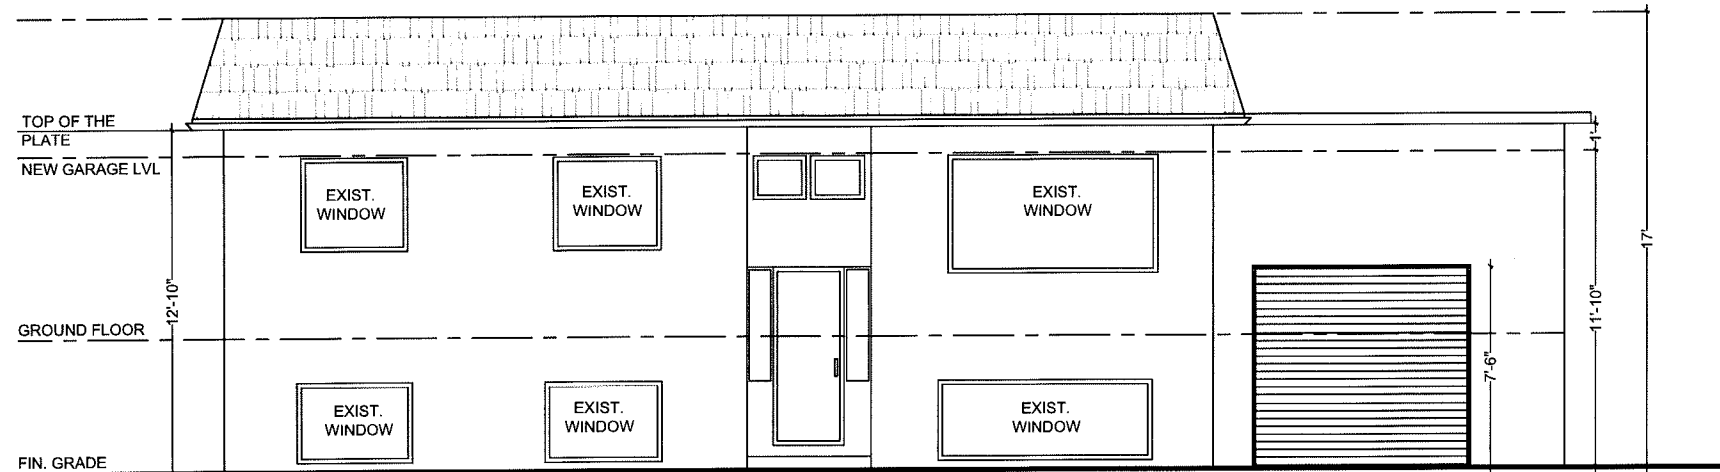 TOP OF THE
PLATE
NEW GARAGE LVL
EXIST.
WINDOW
EXIST.
WINDOW
EXIST.
WINDOW
1'
17'
12'-10"
11'-10"
GROUND FLOOR
7'-6"
EXIST.
WINDOW
EXIST.
WINDOW
EXIST.
WINDOW
FIN. GRADE